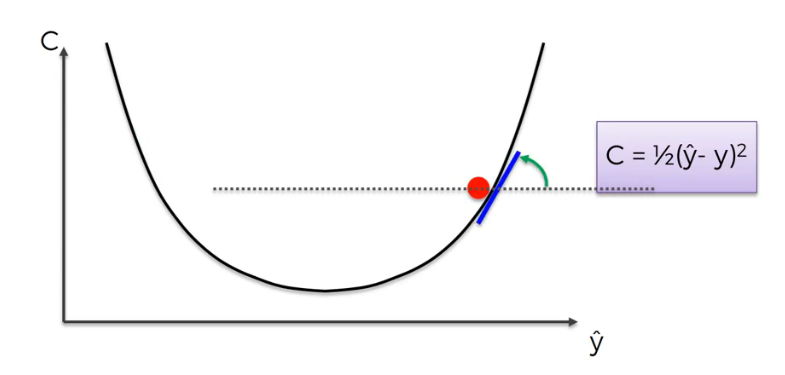 C
C = ½(ŷ- y)²
ŷ